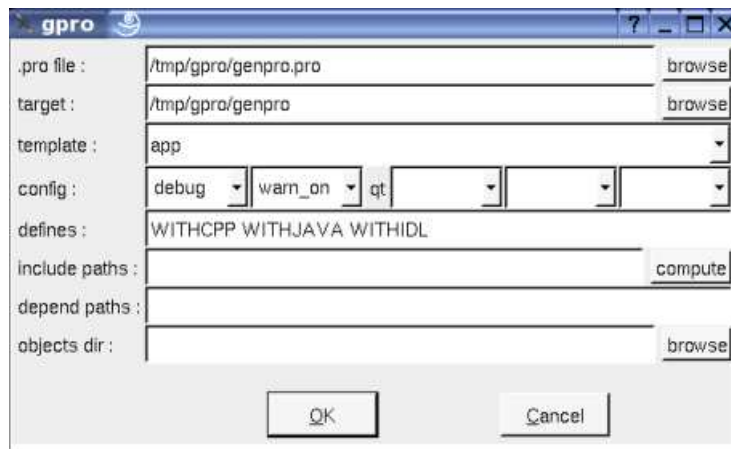 gpro ?
.pro file : /tmp/gpro/genpro.pro browse
target : /tmp/gpro/genpro browse
template : app
config : debug warn_on qt
defines : WITHCPP WITHJAVA WITHIDL
include paths : compute
depend paths :
objects dir : browse
OK Cancel